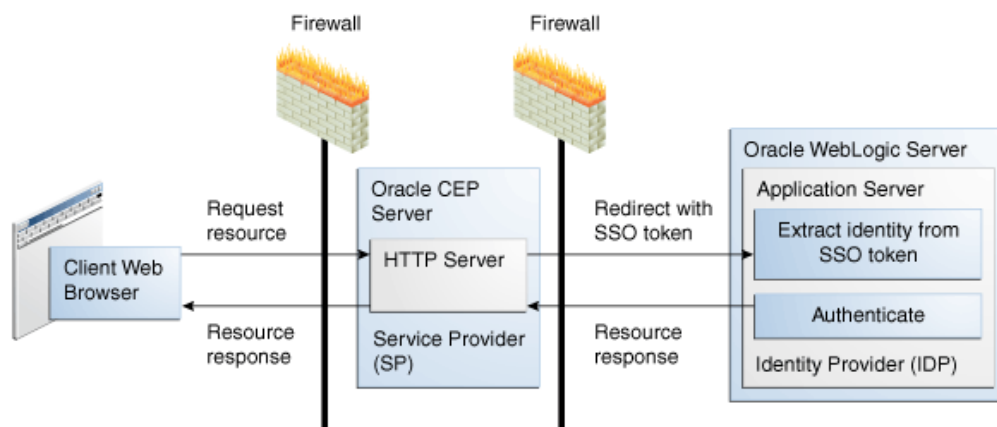 Firewall
Firewall
Oracle WebLogic Server
Oracle CEP
Server
Application Server
Request
resource
Redirect with
SSO token
Extract identity from
SSO token
HTTP Server
Client Web
Browser
Authenticate
Resource
response
Service Provider
(SP)
Resource
response
Identity Provider (IDP)